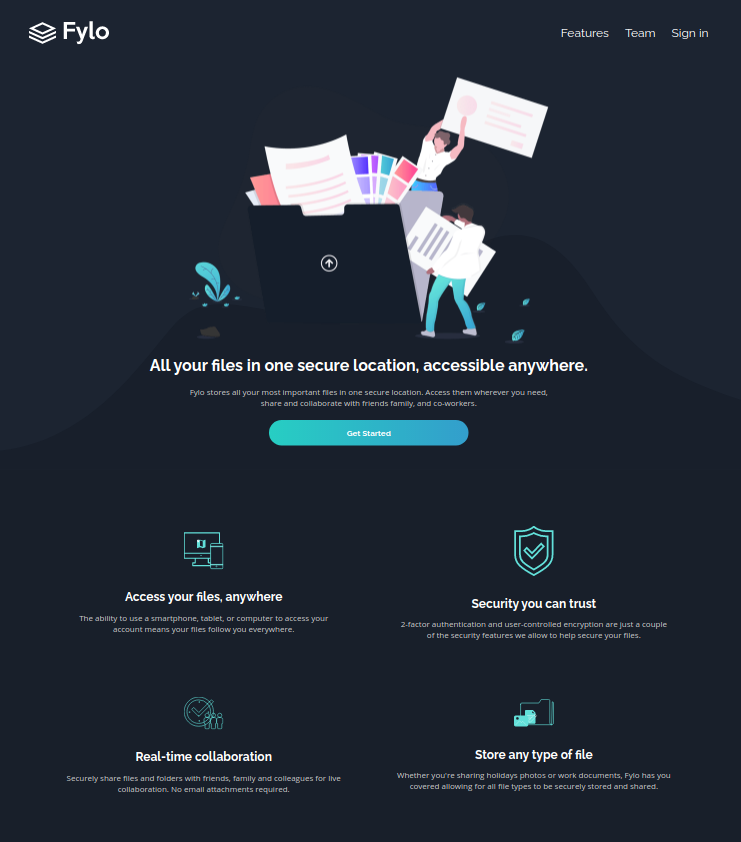 Fylo
Features Team Sign in
All your files in one secure location, accessible anywhere.
Fylo stores all your most important files in one secure location. Access them wherever you need,
share and collaborate with friends family, and co-workers.
Get Started
Access your files, anywhere
The ability to use a smartphone, tablet, or computer to access your
account means your files follow you everywhere.
Security you can trust
2-factor authentication and user-controlled encryption are just a couple
of the security features we allow to help secure your files.
Real-time collaboration
Securely share files and folders with friends, family and colleagues for live
collaboration. No email attachments required.
Store any type of file
Whether you're sharing holidays photos or work documents, Fylo has you
covered allowing for all file types to be securely stored and shared.